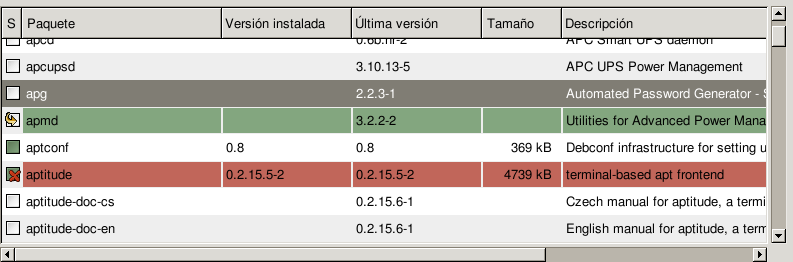 S Paquete Versión instalada Última versión Tamaño Descripción
apcd 0.6b.nr-2 APC Smart UPS daemon
apcupsd 3.10.13-5 APC UPS Power Management
apg 2.2.3-1 Automated Password Generator - S
apmd 3.2.2-2 Utilities for Advanced Power Mana
aptconf 0.8 0.8 369 kB Debconf infrastructure for setting u
aptitude 0.2.15.5-2 0.2.15.5-2 4739 kB terminal-based apt frontend
aptitude-doc-cs 0.2.15.6-1 Czech manual for aptitude, a termi
aptitude-doc-en 0.2.15.6-1 English manual for aptitude, a term